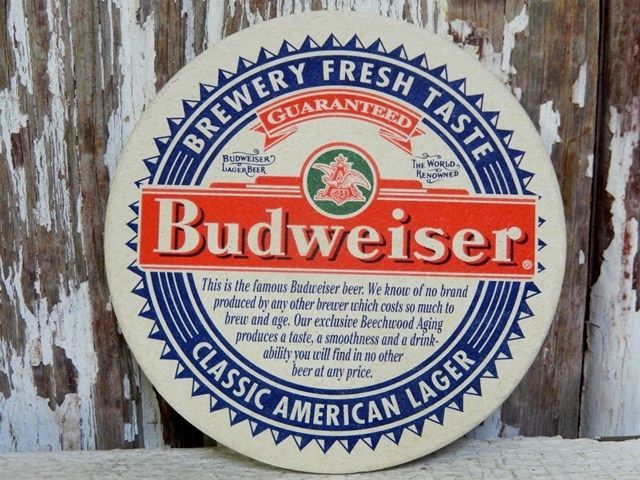 BREWERY FRESH TASTE
GUARANTEED
BUDWEISER
LAGER BEER
THE WORLD
RENOWNED
A
Budweiser®
This is the famous Budweiser beer. We know of no brand
produced by any other brewer which costs so much to
brew and age. Our exclusive Beechwood Aging
produces a taste, a smoothness and a drink-
ability you will find in no other
beer at any price.
CLASSIC AMERICAN LAGER